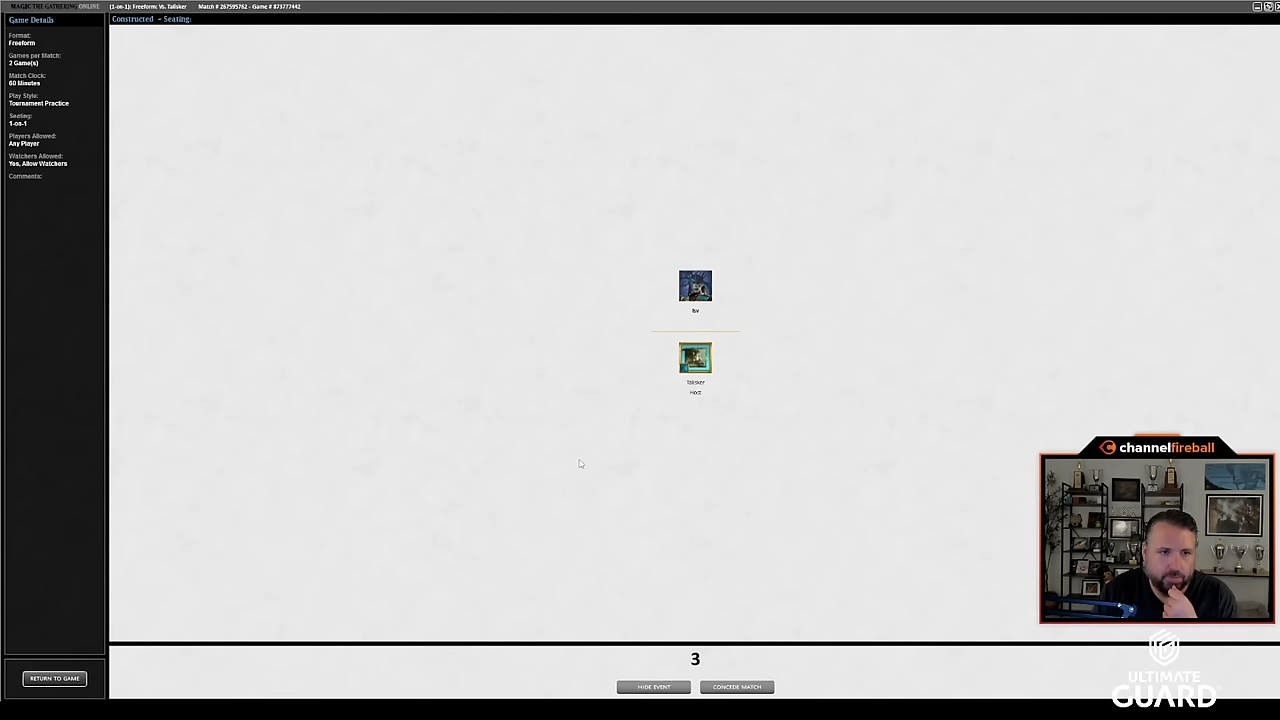 MAGIC THE GATHERING ONLINE
(1-on-1): Freeform: Vs. Talisker
Match # 267595762 - Game # 873777442
Game Details
Constructed - Seating:
Format:
Freeform
Games per Match:
2 Game(s)
Match Clock:
60 Minutes
Play Style:
Tournament Practice
Seating:
1-on-1
Players Allowed:
Any Player
Watchers Allowed:
Yes, Allow Watchers
Comments:
lsv
Talisker
Host
channelfireball
3
RETURN TO GAME
HIDE EVENT
CONCEDE MATCH
ULTIMATE
GUARD